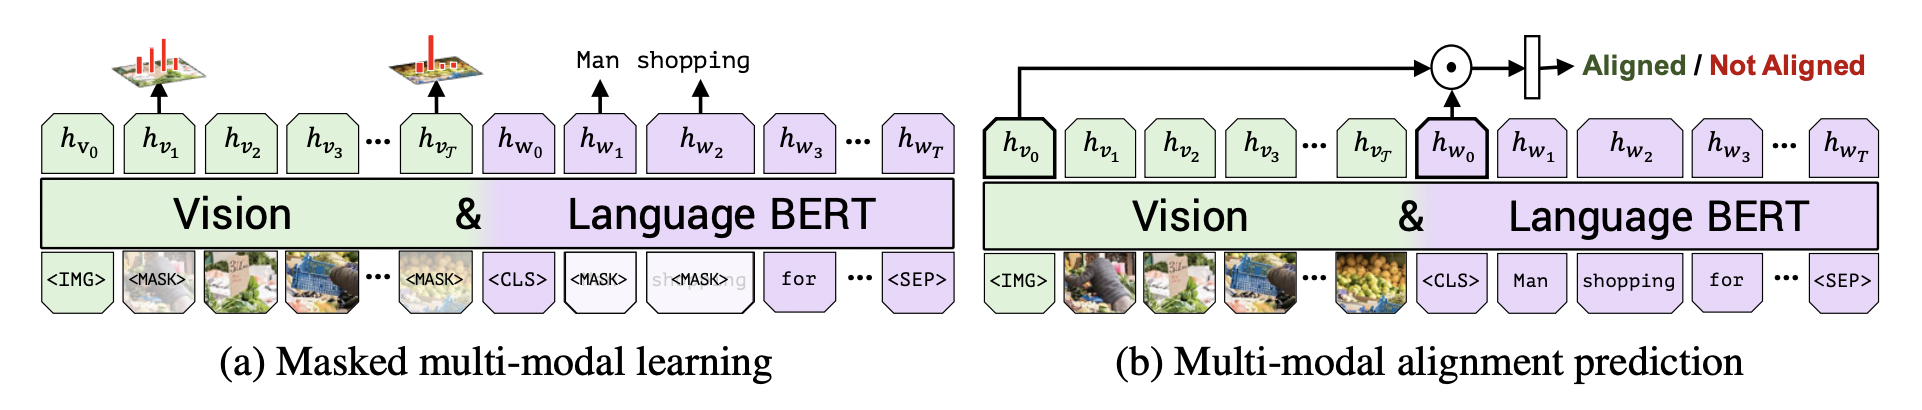 Man shopping
h_{v_0} h_{v_1} h_{v_2} h_{v_3} ••• h_{v_𝒯} h_{w_0} h_{w_1} h_{w_2} h_{w_3} ••• h_{w_T}
Vision & Language BERT
<IMG> <MASK> ••• <MASK> <CLS> <MASK> <MASK> for ••• <SEP>
(a) Masked multi-modal learning
Aligned / Not Aligned
h_{v_0} h_{v_1} h_{v_2} h_{v_3} ••• h_{v_𝒯} h_{w_0} h_{w_1} h_{w_2} h_{w_3} ••• h_{w_T}
Vision & Language BERT
<IMG> ••• <CLS> Man shopping for ••• <SEP>
(b) Multi-modal alignment prediction